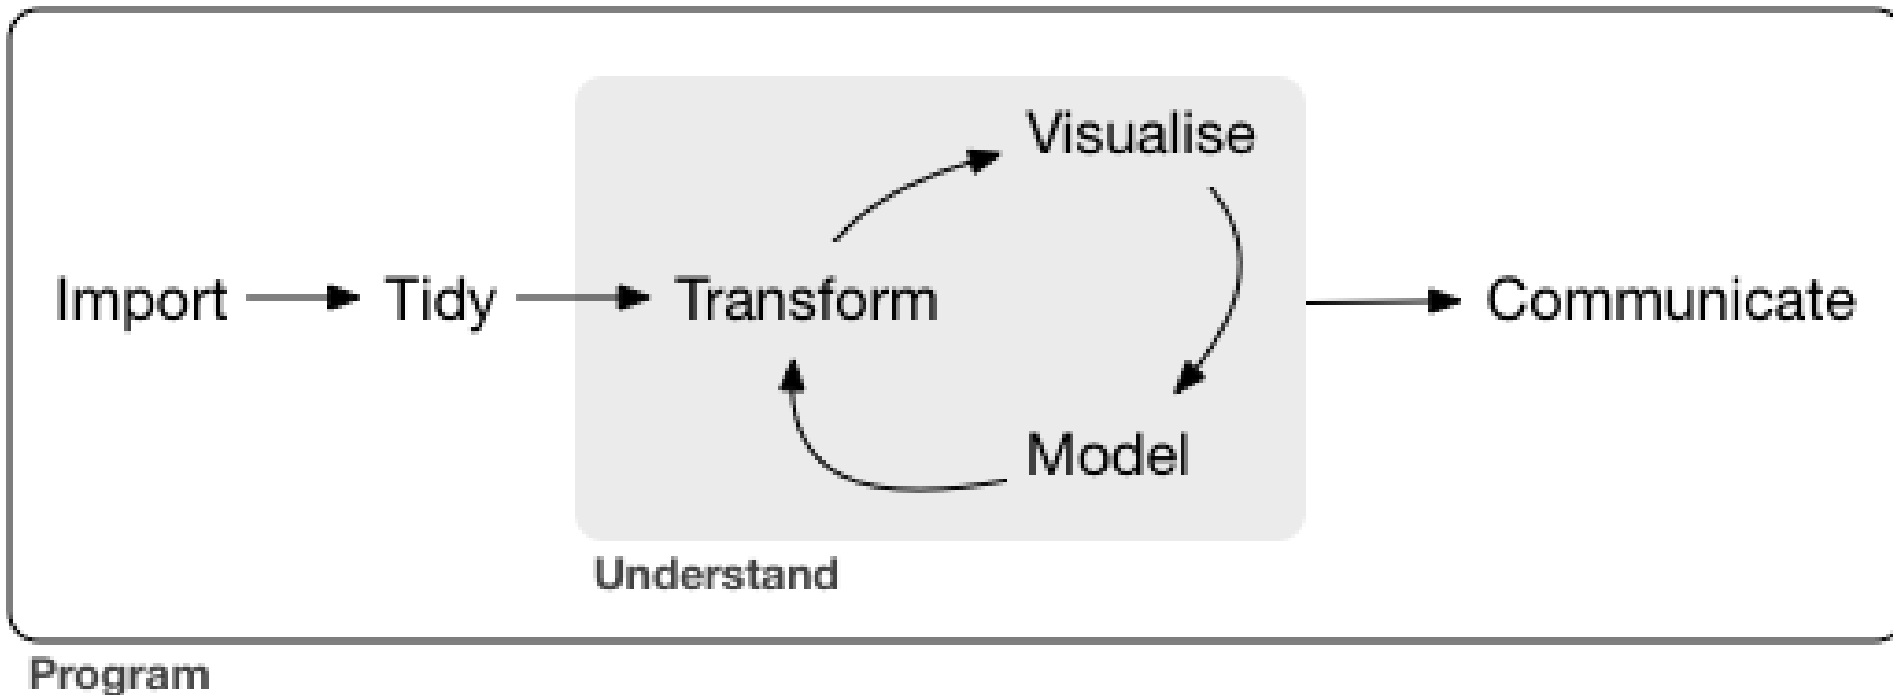 Visualise
Import Tidy Transform Communicate
Model
Understand
Program